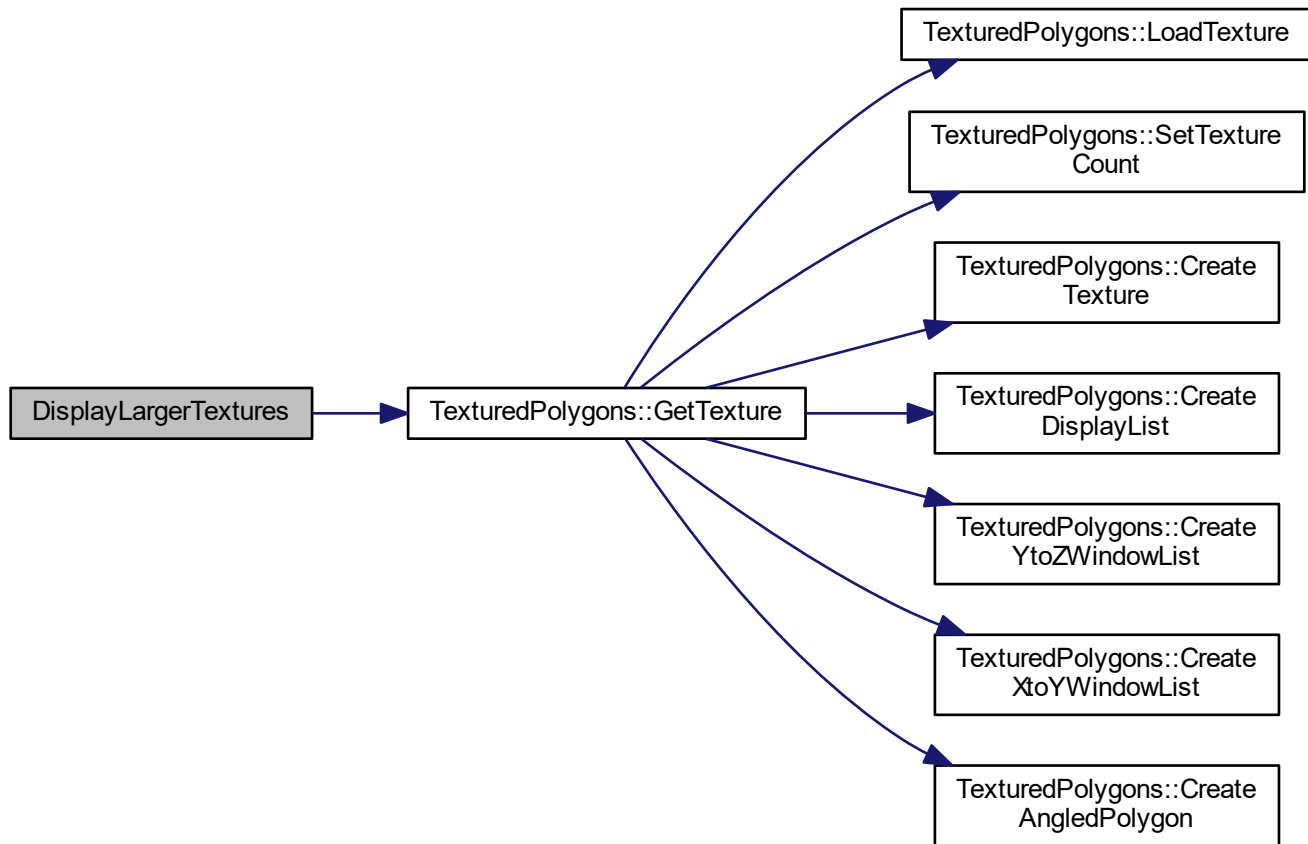 TexturedPolygons::LoadTexture
TexturedPolygons::SetTexture
Count
TexturedPolygons::Create
Texture
DisplayLargerTextures
TexturedPolygons::GetTexture
TexturedPolygons::Create
DisplayList
TexturedPolygons::Create
YtoZWindowList
TexturedPolygons::Create
XtoYWindowList
TexturedPolygons::Create
AngledPolygon